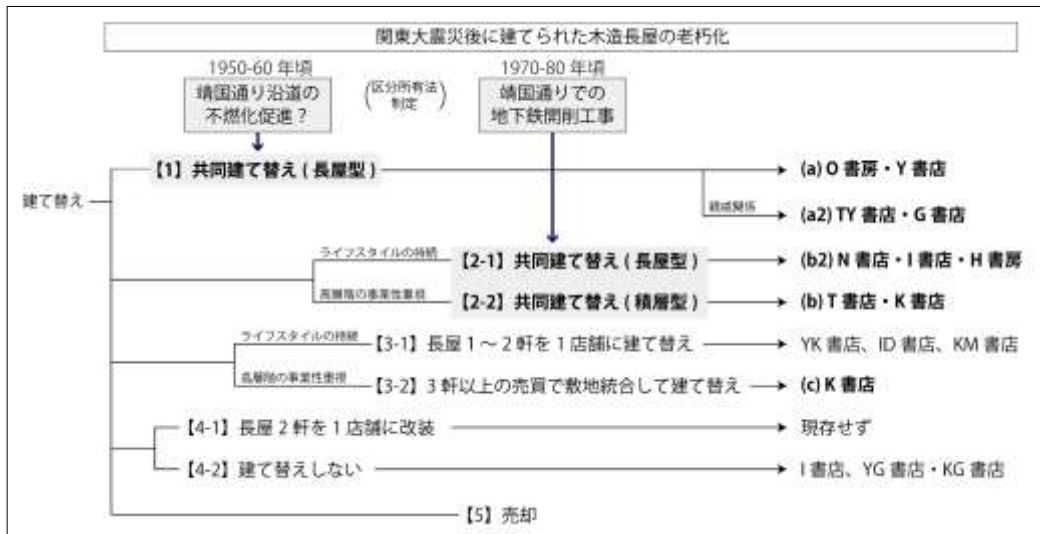 関東大震災後に建てられた木造長屋の老朽化
1950-60 年頃
靖国通り沿道の
不燃化促進？
(区分所有法
制定)
1970-80 年頃
靖国通りでの
地下鉄開削工事
建て替え
【1】共同建て替え ( 長屋型 )
(a) O 書房・Y 書店
親戚関係
(a2) TY 書店・G 書店
ライフスタイルの持続
【2-1】共同建て替え ( 長屋型 )
(b2) N 書店・I 書店・H 書房
高層階の事業性重視
【2-2】共同建て替え ( 積層型 )
(b) T 書店・K 書店
ライフスタイルの持続
【3-1】長屋 1 〜 2 軒を 1 店舗に建て替え
YK 書店、ID 書店、KM 書店
高層階の事業性重視
【3-2】3 軒以上の売買で敷地統合して建て替え
(c) K 書店
【4-1】長屋 2 軒を 1 店舗に改装
現存せず
【4-2】建て替えしない
I 書店、YG 書店・KG 書店
【5】売却